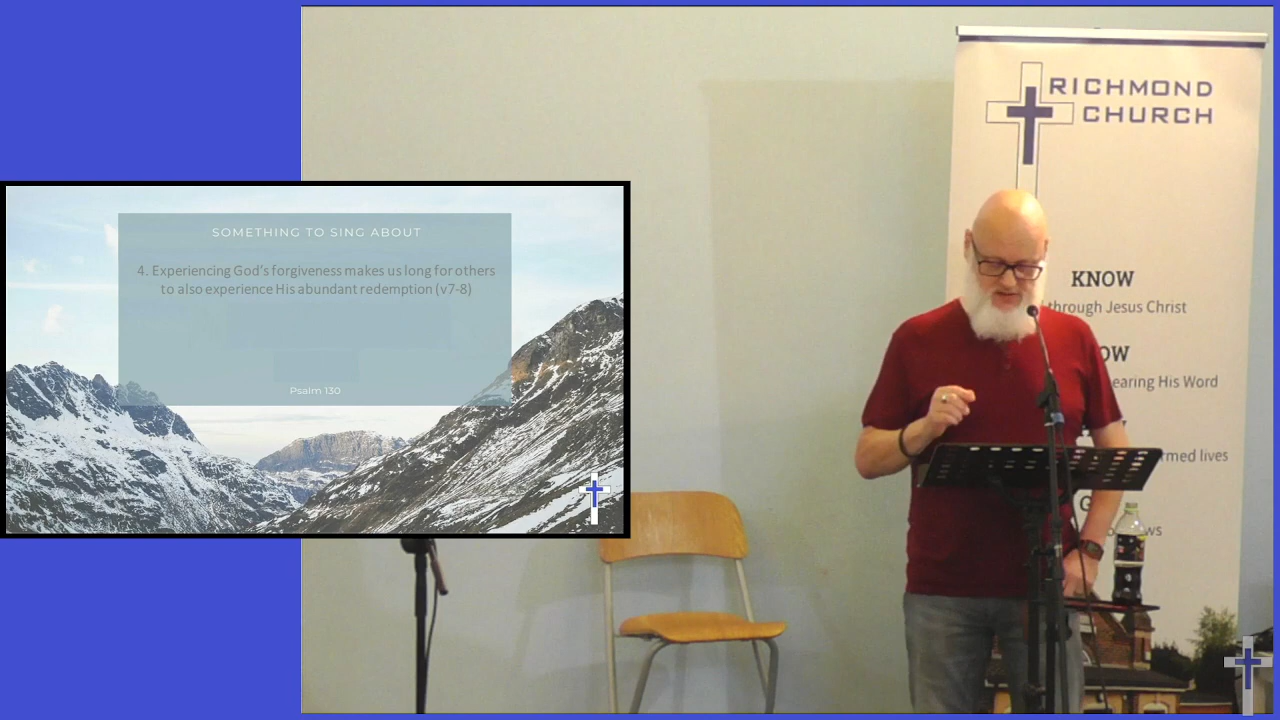 SOMETHING TO SING ABOUT
4. Experiencing God's forgiveness makes us long for others
to also experience His abundant redemption (v7-8)
Psalm 130
RICHMOND
CHURCH
KNOW
through Jesus Christ
OW
earing His Word
rmed lives
G
ws